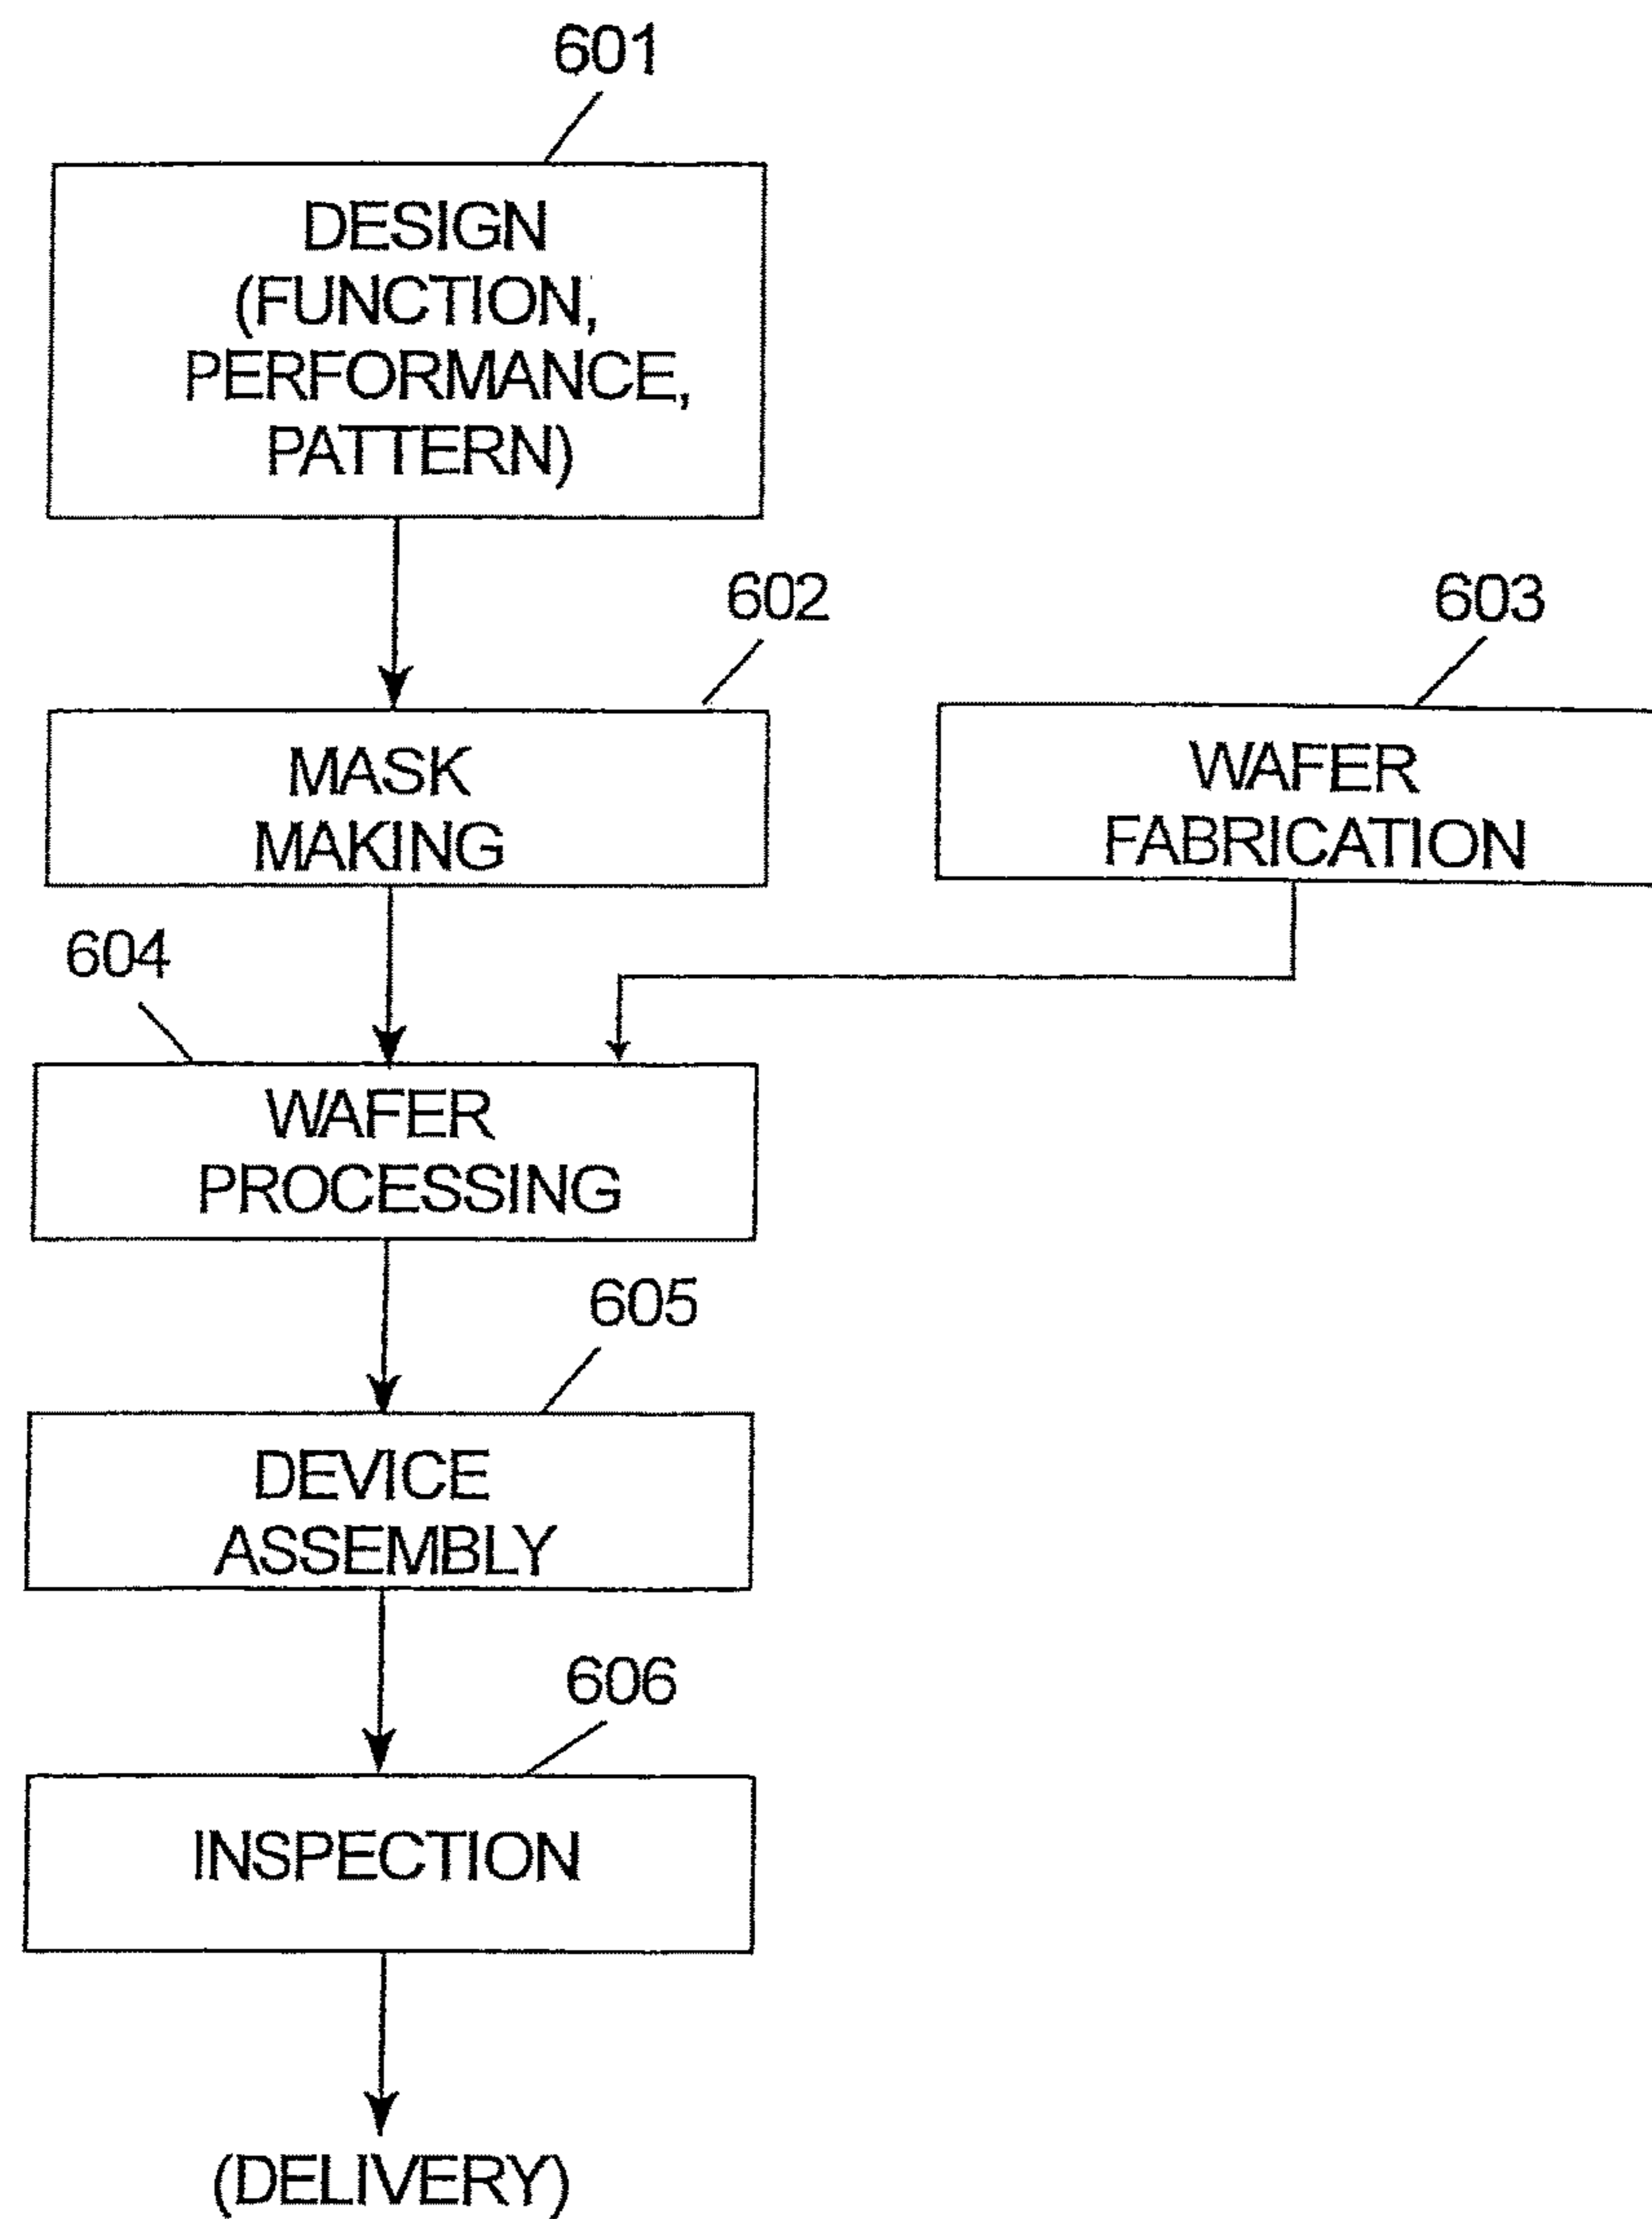 601
DESIGN
(FUNCTION,
PERFORMANCE,
PATTERN)
602
MASK
MAKING
603
WAFER
FABRICATION
604
WAFER
PROCESSING
605
DEVICE
ASSEMBLY
606
INSPECTION
(DELIVERY)